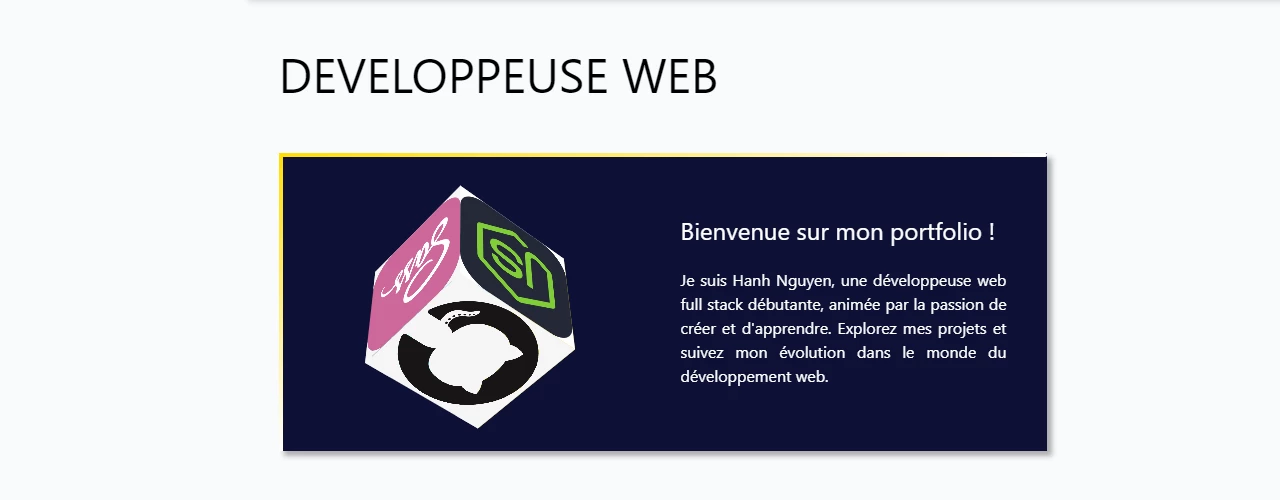 DEVELOPPEUSE WEB
Sass
Bienvenue sur mon portfolio !
Je suis Hanh Nguyen, une développeuse web
full stack débutante, animée par la passion de
créer et d'apprendre. Explorez mes projets et
suivez mon évolution dans le monde du
développement web.